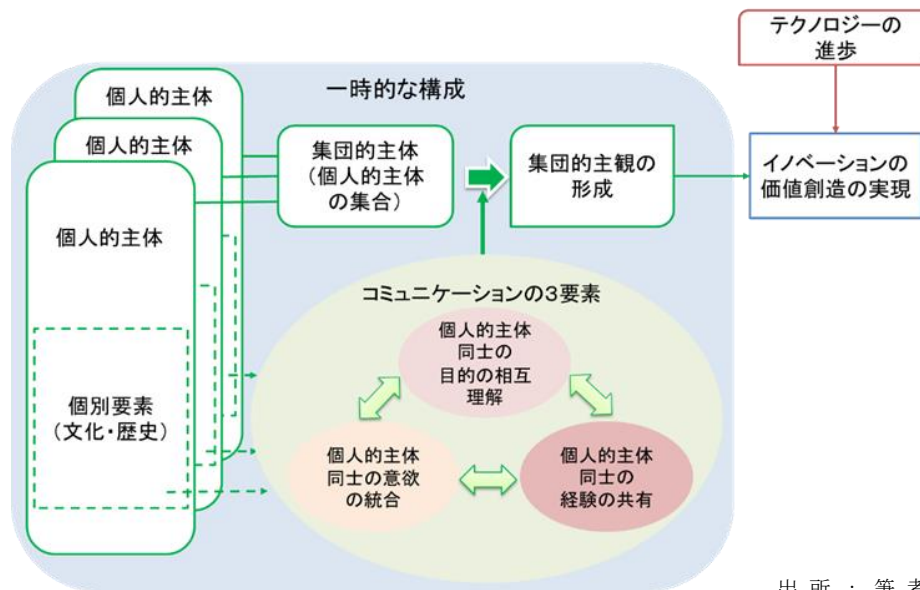 テクノロジーの
進歩
一時的な構成
個人的主体
個人的主体
個人的主体
集団的主体
（個人的主体
の集合）
集団的主観の
形成
イノベーションの
価値創造の実現
コミュニケーションの3要素
個人的主体
同士の
目的の相互
理解
個別要素
（文化・歴史）
個人的主体
同士の意欲
の統合
個人的主体
同士の
経験の共有
出 所 ： 筆 者